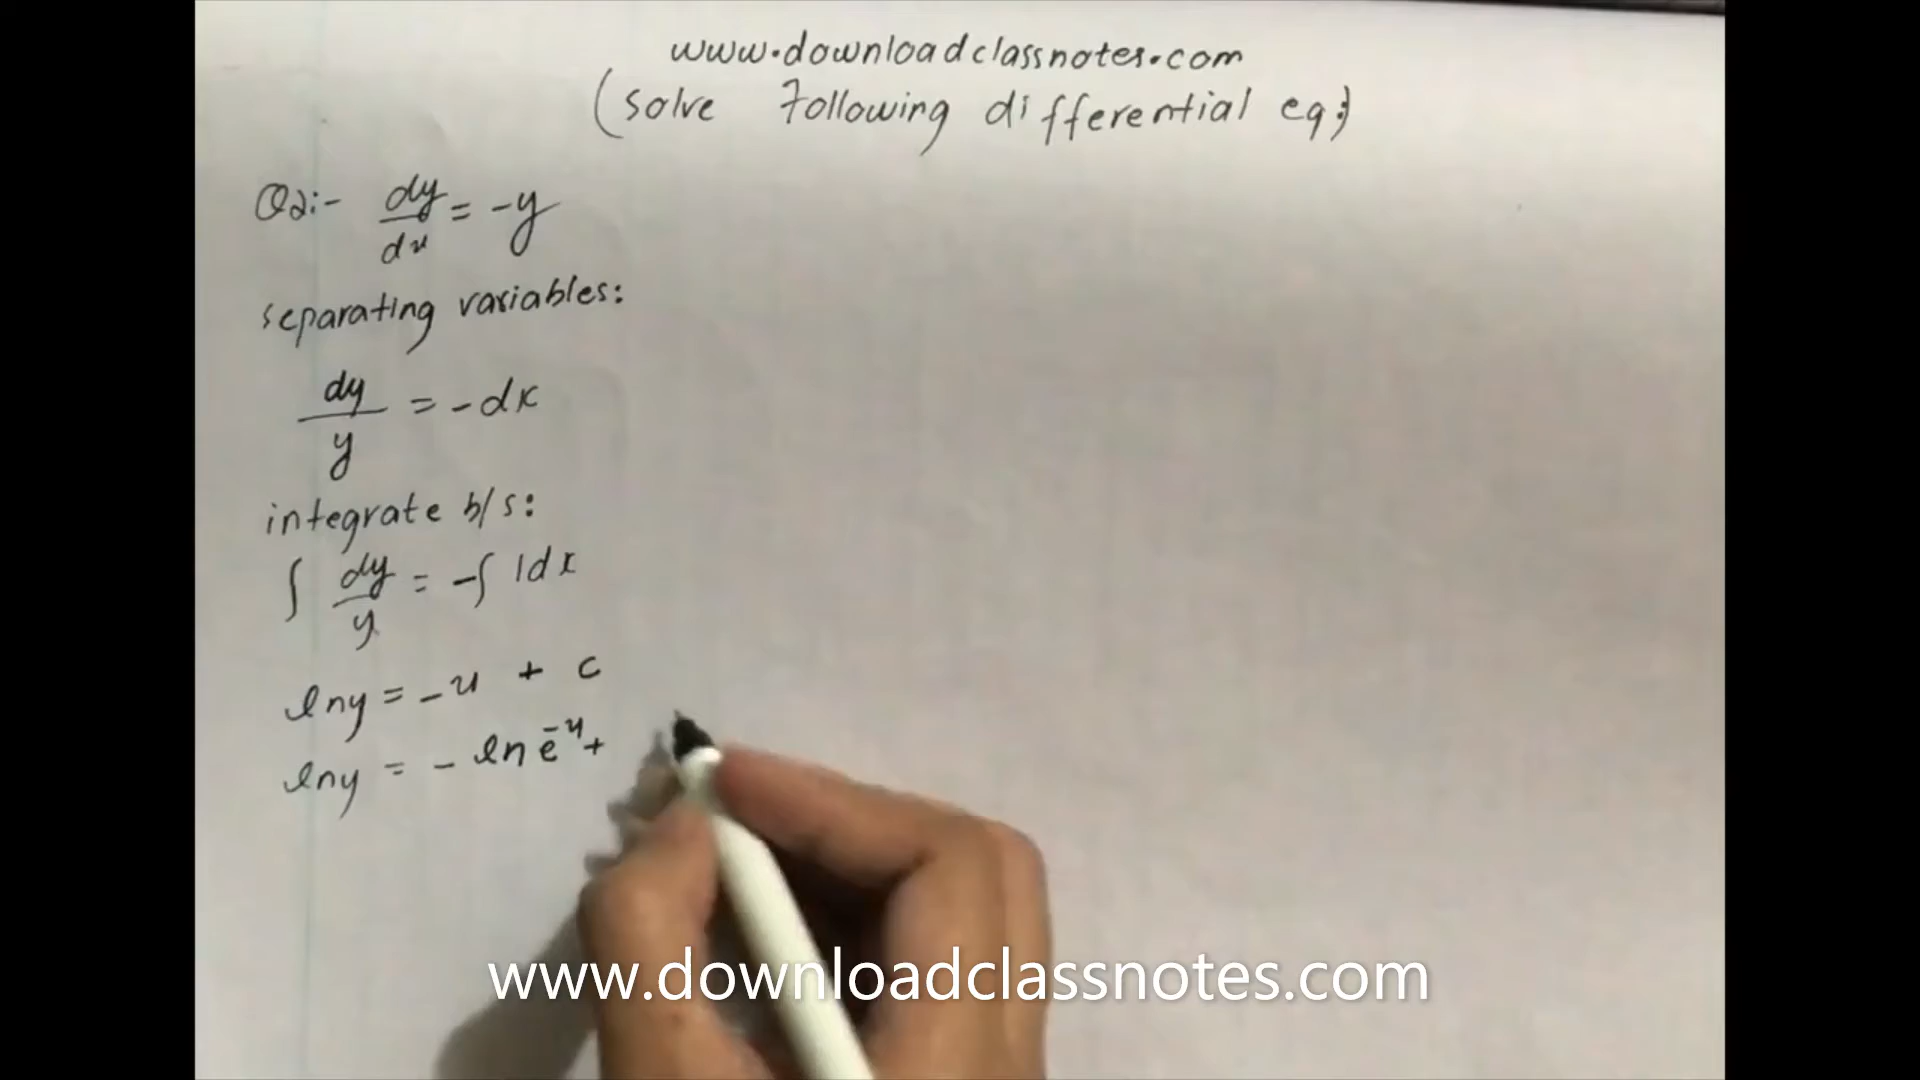 www.downloadclassnotes.com
(solve following differential eq:)
Q2:- dy/dx = -y
separating variables:
dy/y = -dx
integrate b/s:
∫ dy/y = -∫ 1dx
lny = -x + c
lny = - ln e^-x +
www.downloadclassnotes.com